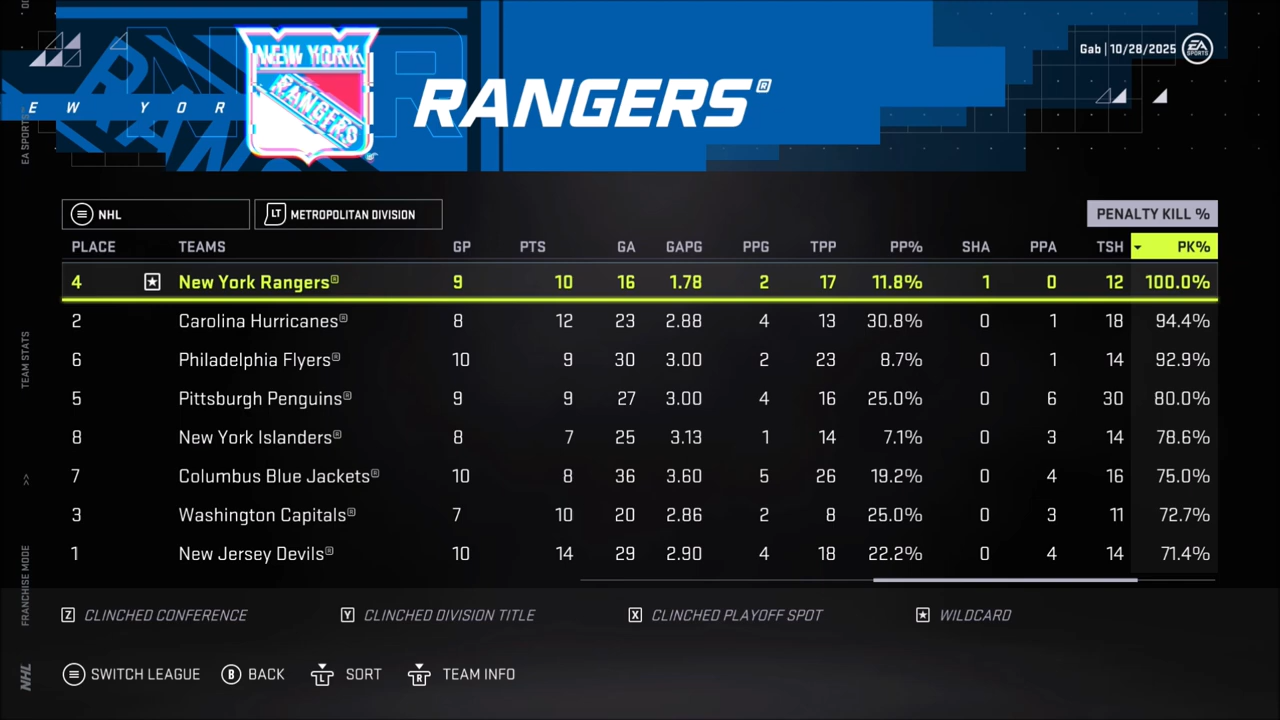 Gab | 10/28/2025 EA SPORTS
NEW YORK
RANGERS
EW YOR
RANGERS®
NHL
LT METROPOLITAN DIVISION
PENALTY KILL %
PLACE TEAMS GP PTS GA GAPG PPG TPP PP% SHA PPA TSH PK%
4 New York Rangers® 9 10 16 1.78 2 17 11.8% 1 0 12 100.0%
2 Carolina Hurricanes® 8 12 23 2.88 4 13 30.8% 0 1 18 94.4%
6 Philadelphia Flyers® 10 9 30 3.00 2 23 8.7% 0 1 14 92.9%
5 Pittsburgh Penguins® 9 9 27 3.00 4 16 25.0% 0 6 30 80.0%
8 New York Islanders® 8 7 25 3.13 1 14 7.1% 0 3 14 78.6%
7 Columbus Blue Jackets® 10 8 36 3.60 5 26 19.2% 0 4 16 75.0%
3 Washington Capitals® 7 10 20 2.86 2 8 25.0% 0 3 11 72.7%
1 New Jersey Devils® 10 14 29 2.90 4 18 22.2% 0 4 14 71.4%
Z CLINCHED CONFERENCE Y CLINCHED DIVISION TITLE X CLINCHED PLAYOFF SPOT WILDCARD
SWITCH LEAGUE B BACK L SORT R TEAM INFO
NHL
FRANCHISE MODE
>>
TEAM STATS
EA SPORTS™